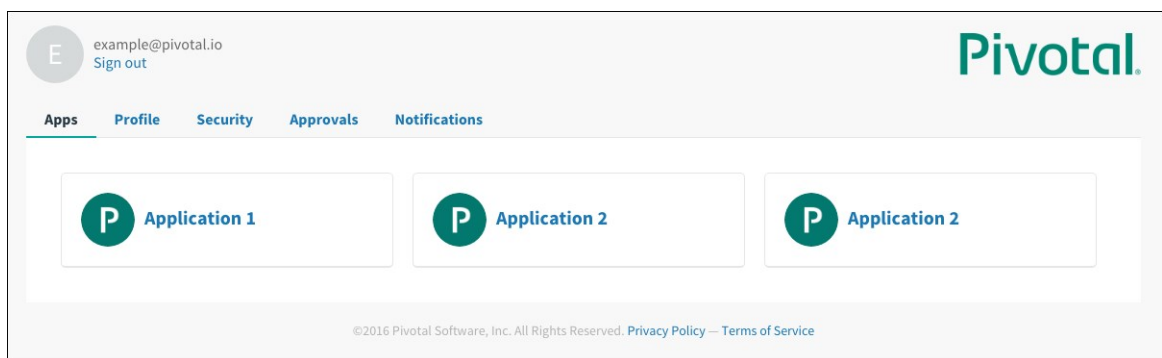 E
example@pivotal.io
Sign out
Pivotal.
Apps Profile Security Approvals Notifications
P Application 1 P Application 2 P Application 2
©2016 Pivotal Software, Inc. All Rights Reserved. Privacy Policy — Terms of Service